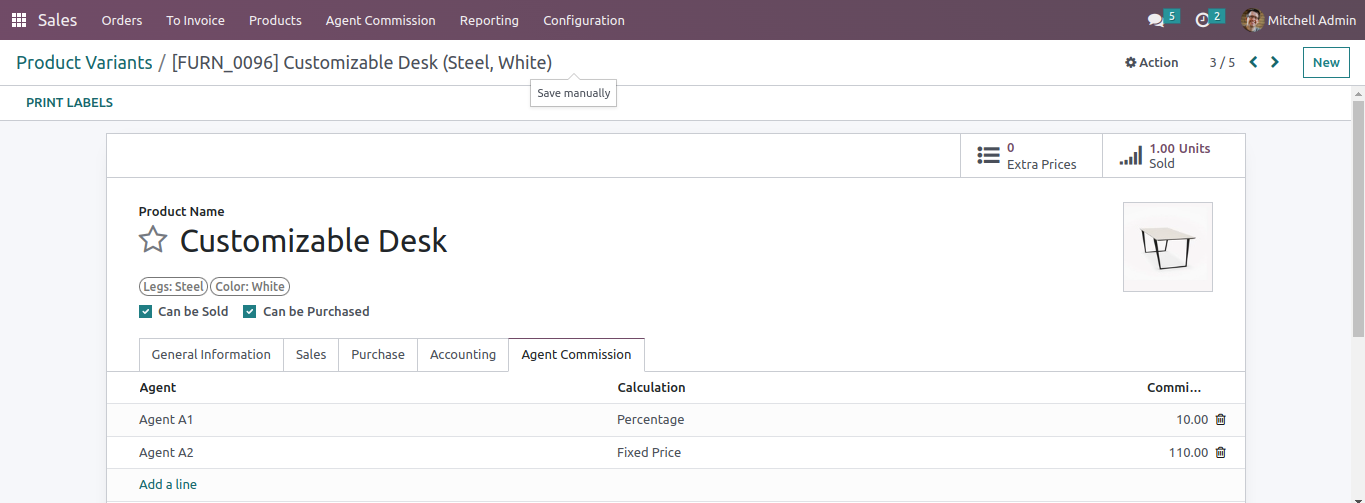 Sales Orders To Invoice Products Agent Commission Reporting Configuration 5 2 Mitchell Admin
Product Variants / [FURN_0096] Customizable Desk (Steel, White) Action 3 / 5 New
Save manually
PRINT LABELS
0 1.00 Units
Extra Prices Sold
Product Name
Customizable Desk
Legs: Steel Color: White
Can be Sold Can be Purchased
General Information Sales Purchase Accounting Agent Commission
Agent Calculation Commi...
Agent A1 Percentage 10.00
Agent A2 Fixed Price 110.00
Add a line